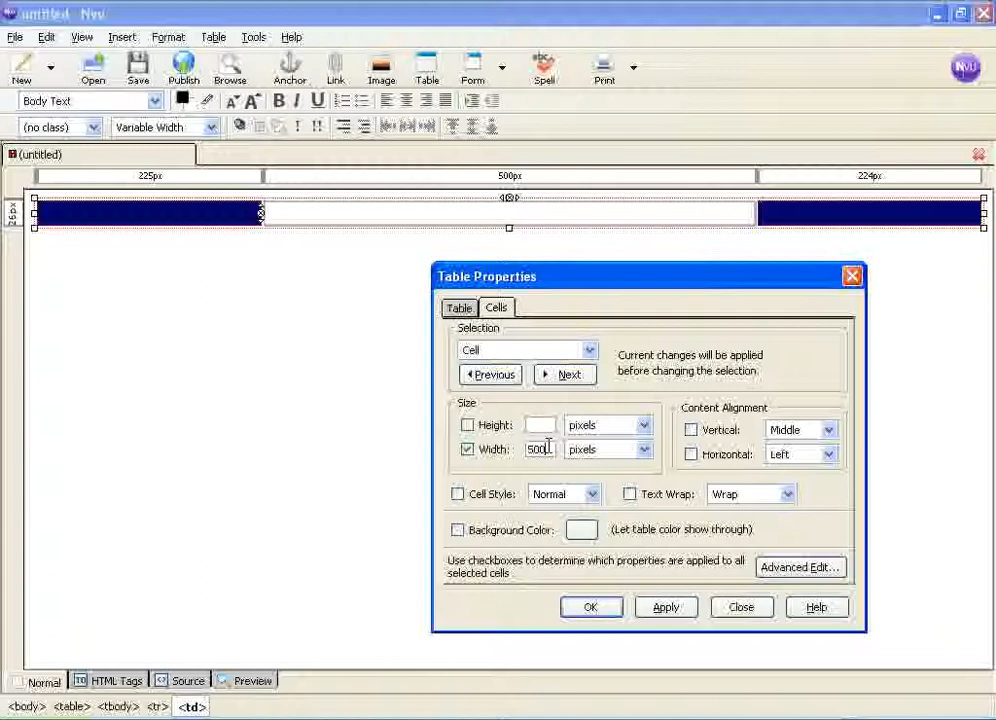 untitled - Nvu
File Edit View Insert Format Table Tools Help
New Open Save Publish Browse Anchor Link Image Table Form Spell Print
Body Text
(no class) Variable Width
(untitled)
225px 500px 224px
26px
Table Properties
Table Cells
Selection
Cell
Current changes will be applied
before changing the selection.
Previous Next
Size
Content Alignment
Height: pixels
Vertical: Middle
Width: 500 pixels
Horizontal: Left
Cell Style: Normal Text Wrap: Wrap
Background Color: (Let table color show through)
Use checkboxes to determine which properties are applied to all
selected cells
Advanced Edit...
OK Apply Close Help
Normal HTML Tags Source Preview
<body> <table> <tbody> <tr> <td>